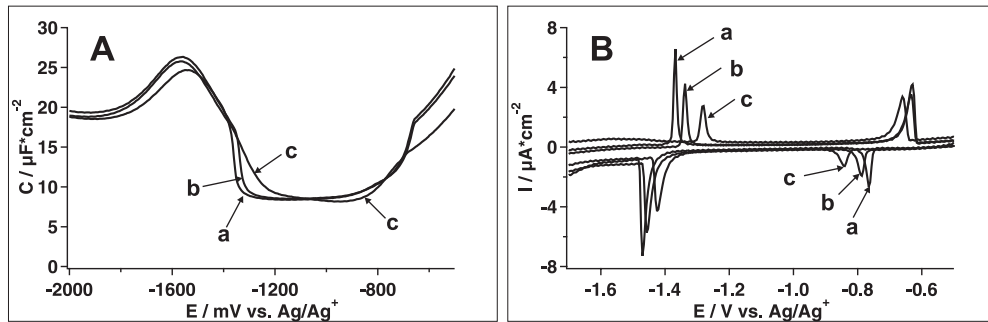 A
C / µF*cm-2
30
25
20
15
10
5
0
c
b
a
c
-2000
-1600
-1200
-800
E / mV vs. Ag/Ag+
B
I / µA*cm-2
8
4
0
-4
-8
a
b
c
c
b
a
-1.6
-1.4
-1.2
-1.0
-0.8
-0.6
E / V vs. Ag/Ag+